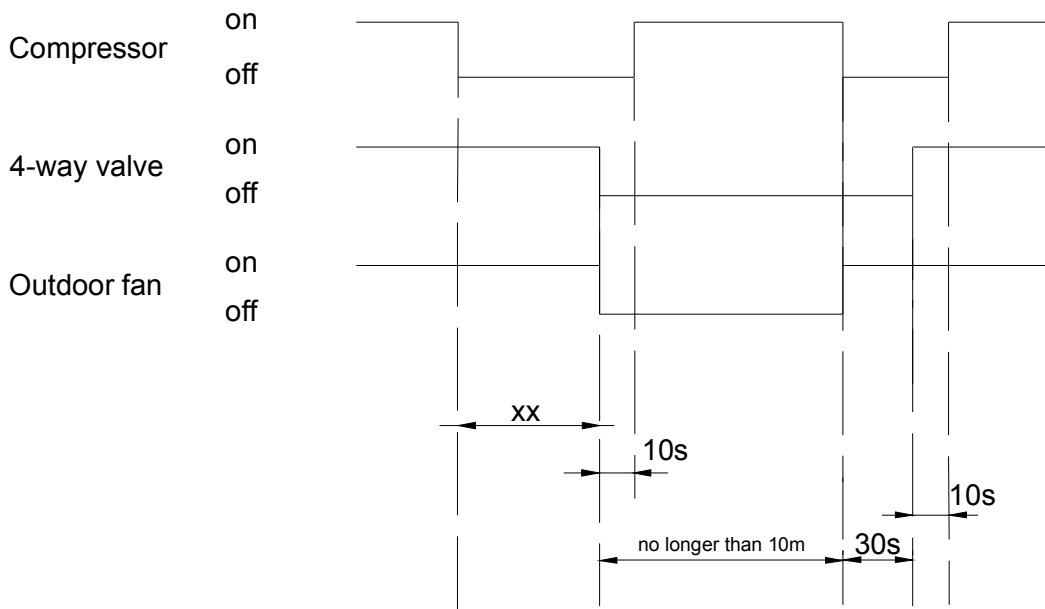 on
Compressor
off
on
4-way valve
off
on
Outdoor fan
off
xx
10s
10s
no longer than 10m
30s